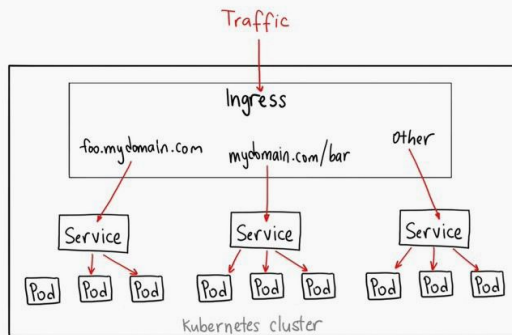 Traffic
Ingress
foo.mydomain.com
mydomain.com/bar
Other
Service
Service
Service
Pod
Pod
Pod
Pod
Pod
Pod
Pod
Pod
Pod
Kubernetes cluster